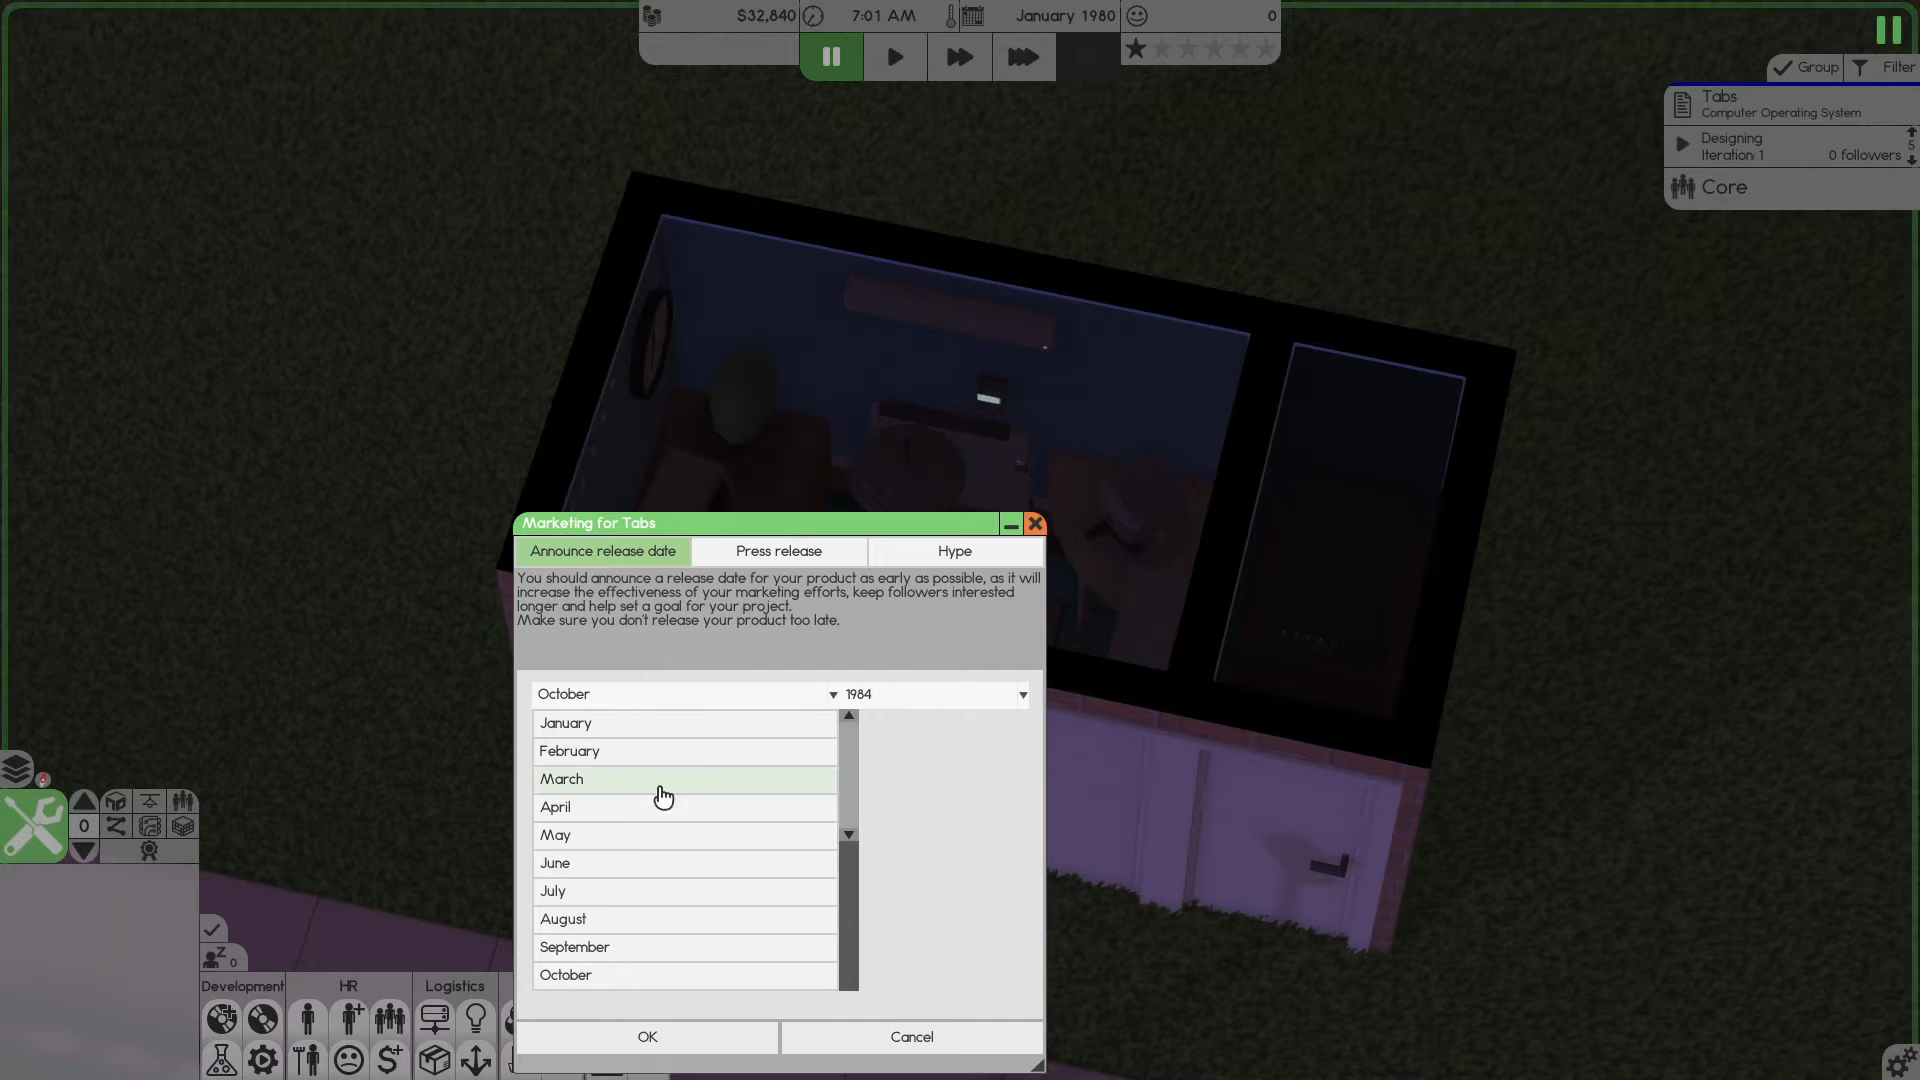 $32,840
7:01 AM
January 1980
0
Group
Filter
Tabs
Computer Operating System
Designing
Iteration: 1
0 followers
5
Core
Marketing for Tabs
Announce release date
Press release
Hype
You should announce a release date for your product as early as possible, as it will
increase the effectiveness of your marketing efforts, keep followers interested
longer and help set a goal for your project.
Make sure you don't release your product too late.
October
1984
January
February
March
April
May
June
July
August
September
October
OK
Cancel
0
Z
0
Development
HR
Logistics